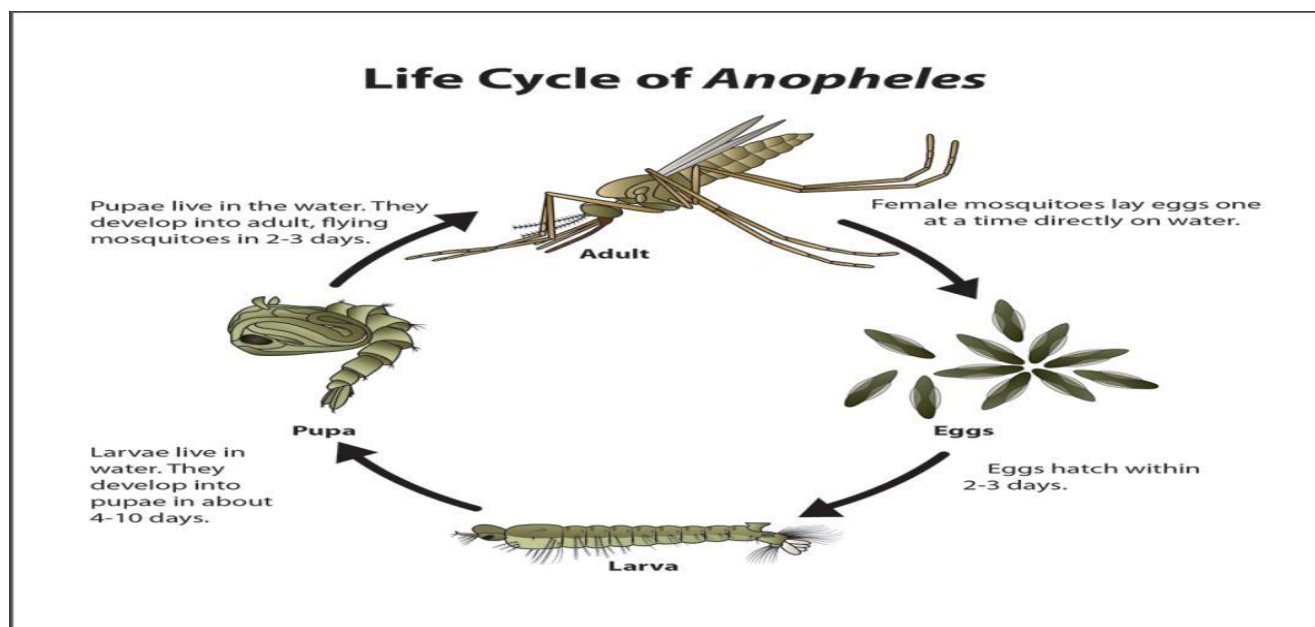 Life Cycle of Anopheles
Pupae live in the water. They
develop into adult, flying
mosquitoes in 2-3 days.
Female mosquitoes lay eggs one
at a time directly on water.
Adult
Pupa
Eggs
Larvae live in
water. They
develop into
pupae in about
4-10 days.
Eggs hatch within
2-3 days.
Larva